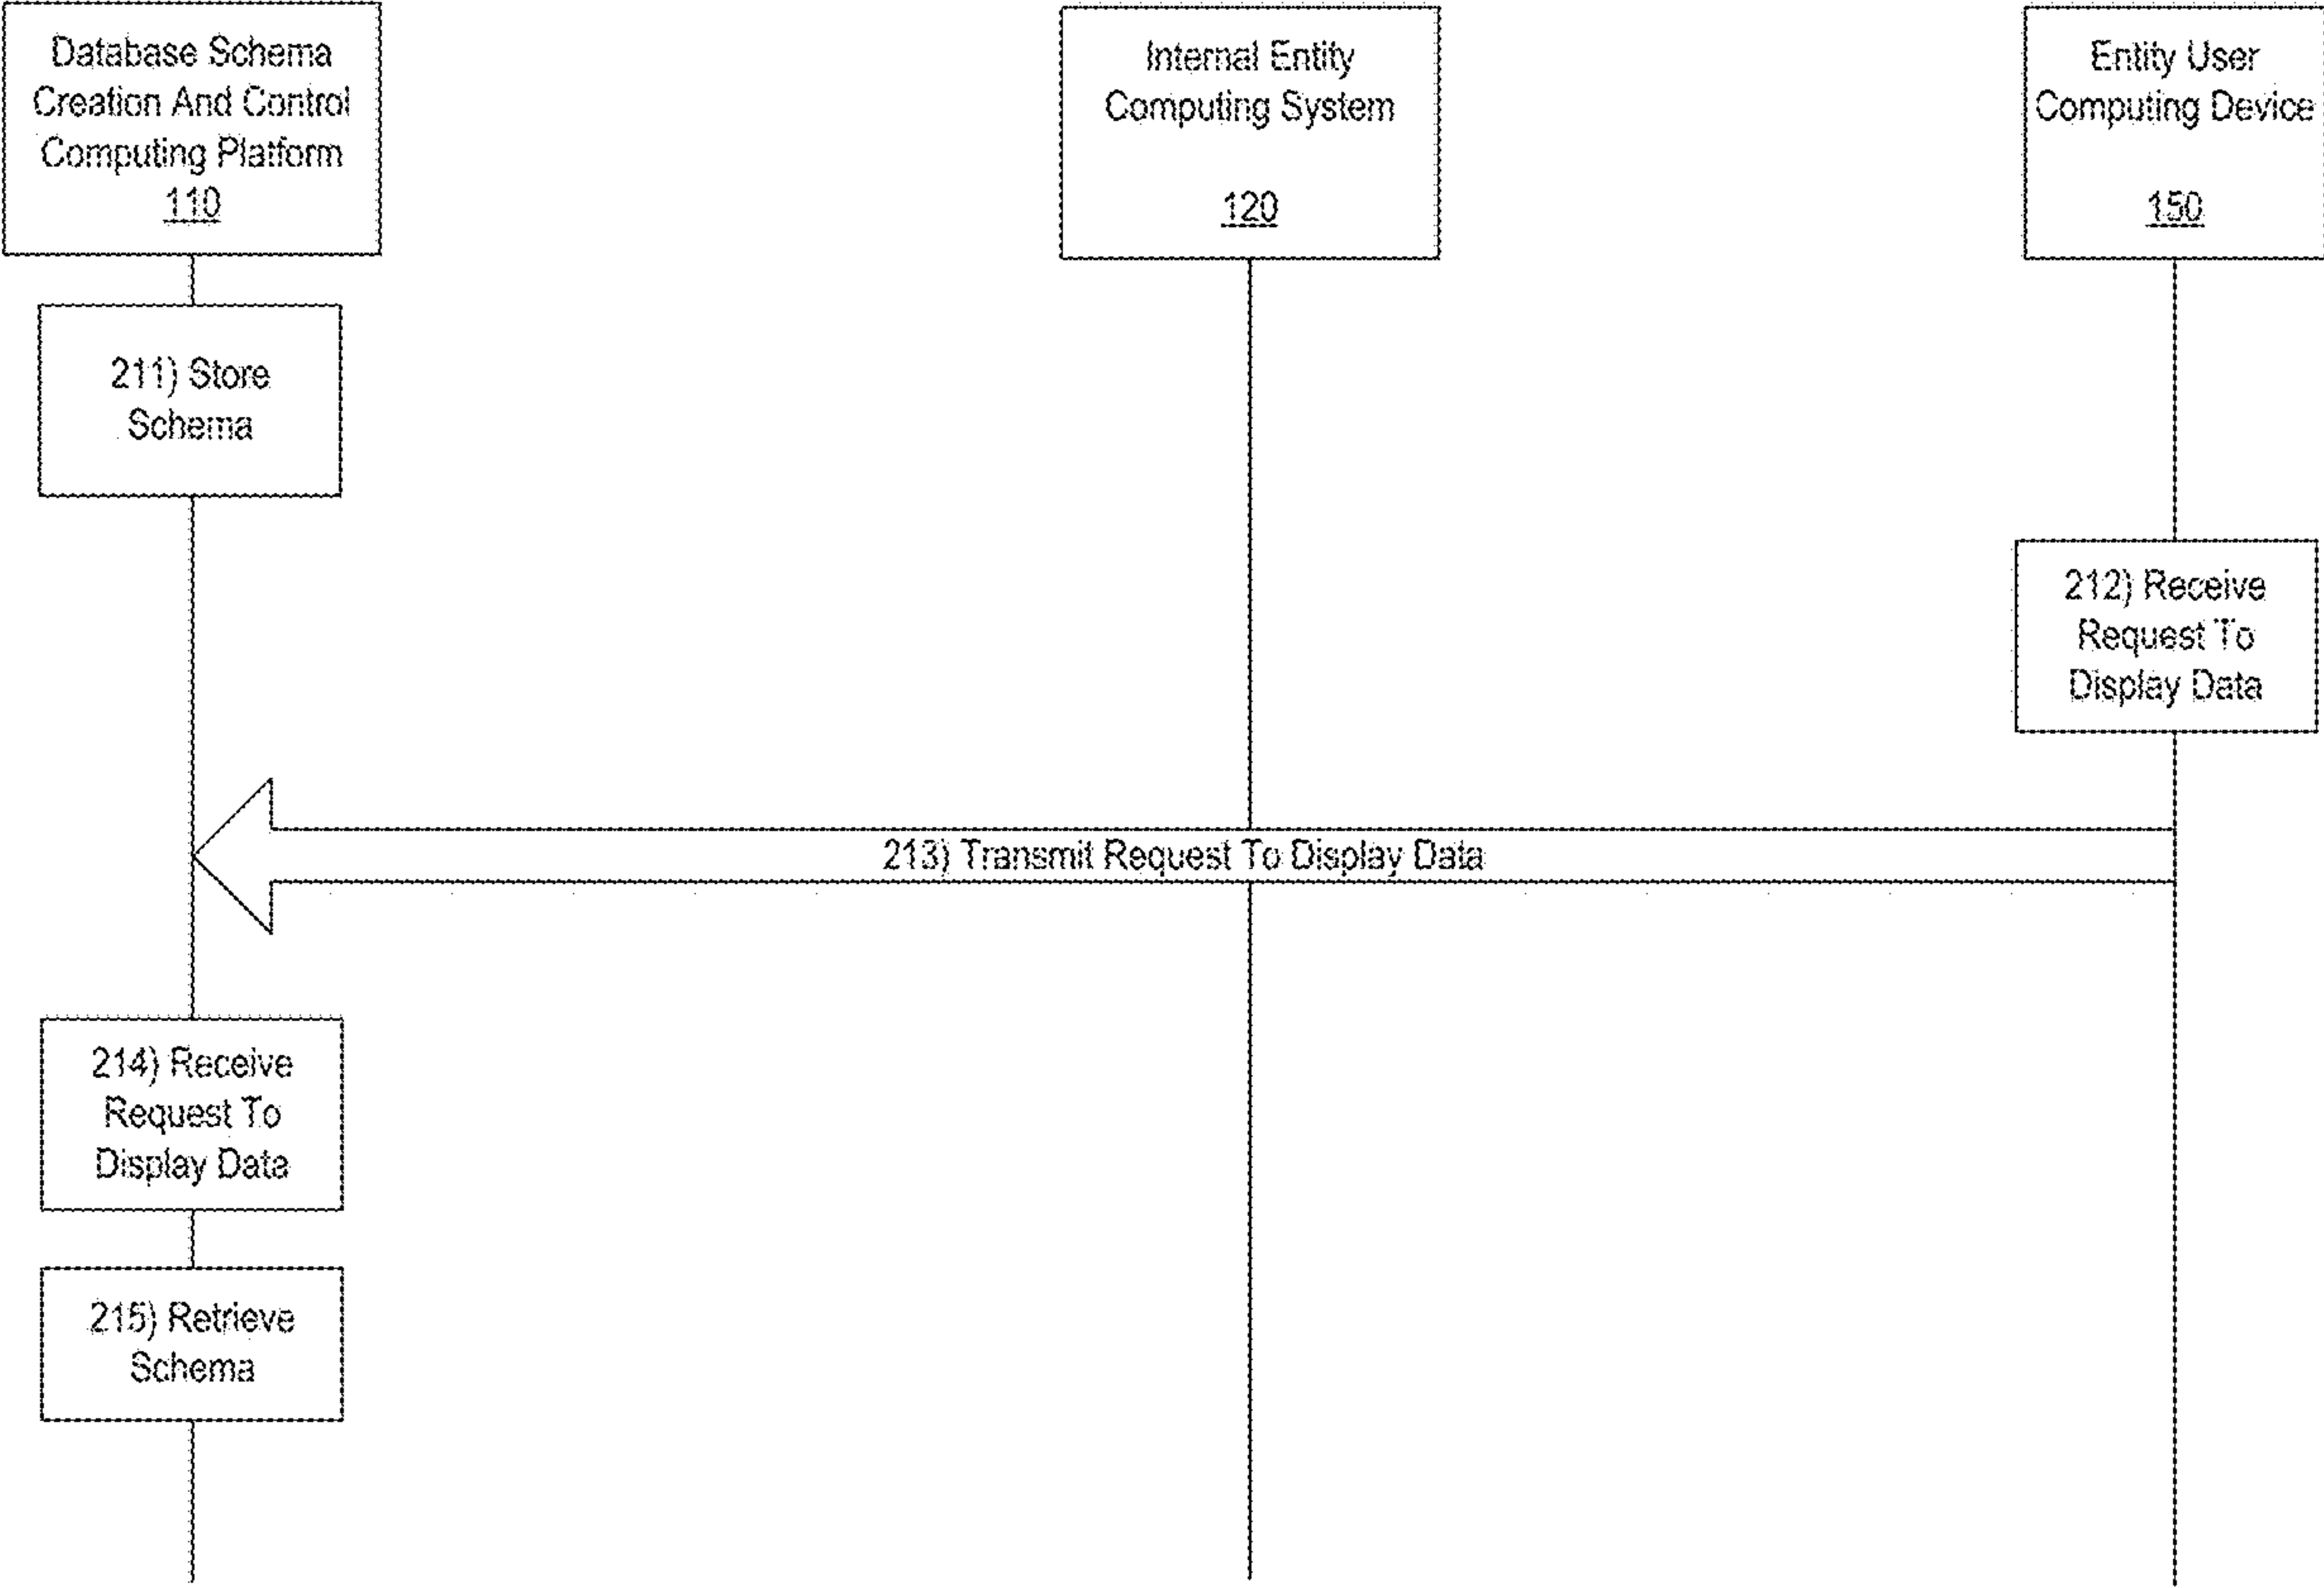 Database Schema
Creation And Control
Computing Platform
110
Internal Entity
Computing System
120
Entity User
Computing Device
150
211) Store
Schema
212) Receive
Request To
Display Data
213) Transmit Request To Display Data
214) Receive
Request To
Display Data
215) Retrieve
Schema